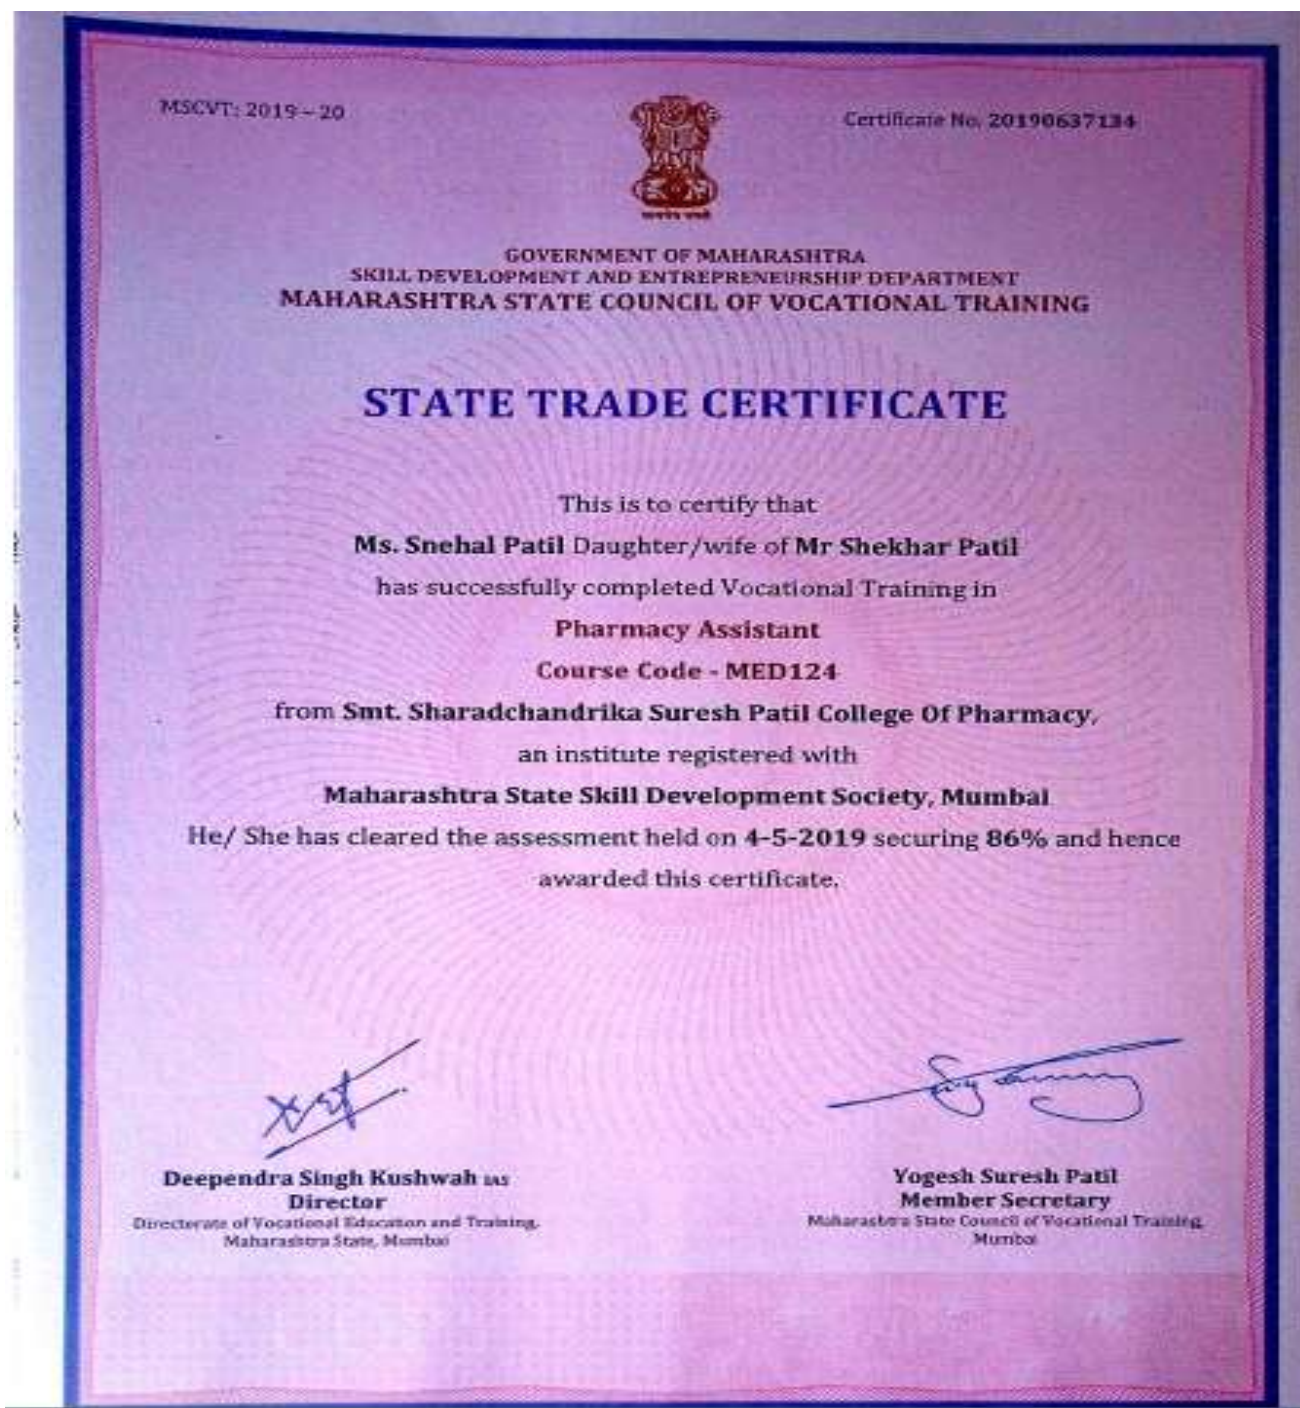 MSCVT: 2019 – 20
Certificate No. 20190637134
GOVERNMENT OF MAHARASHTRA
SKILL DEVELOPMENT AND ENTREPRENEURSHIP DEPARTMENT
MAHARASHTRA STATE COUNCIL OF VOCATIONAL TRAINING
STATE TRADE CERTIFICATE
This is to certify that
Ms. Snehal Patil Daughter/wife of Mr Shekhar Patil
has successfully completed Vocational Training in
Pharmacy Assistant
Course Code - MED124
from Smt. Sharadchandrika Suresh Patil College Of Pharmacy,
an institute registered with
Maharashtra State Skill Development Society, Mumbai
He/ She has cleared the assessment held on 4-5-2019 securing 86% and hence
awarded this certificate.
Deependra Singh Kushwah IAS
Director
Directorate of Vocational Education and Training,
Maharashtra State, Mumbai
Yogesh Suresh Patil
Member Secretary
Maharashtra State Council of Vocational Training,
Mumbai